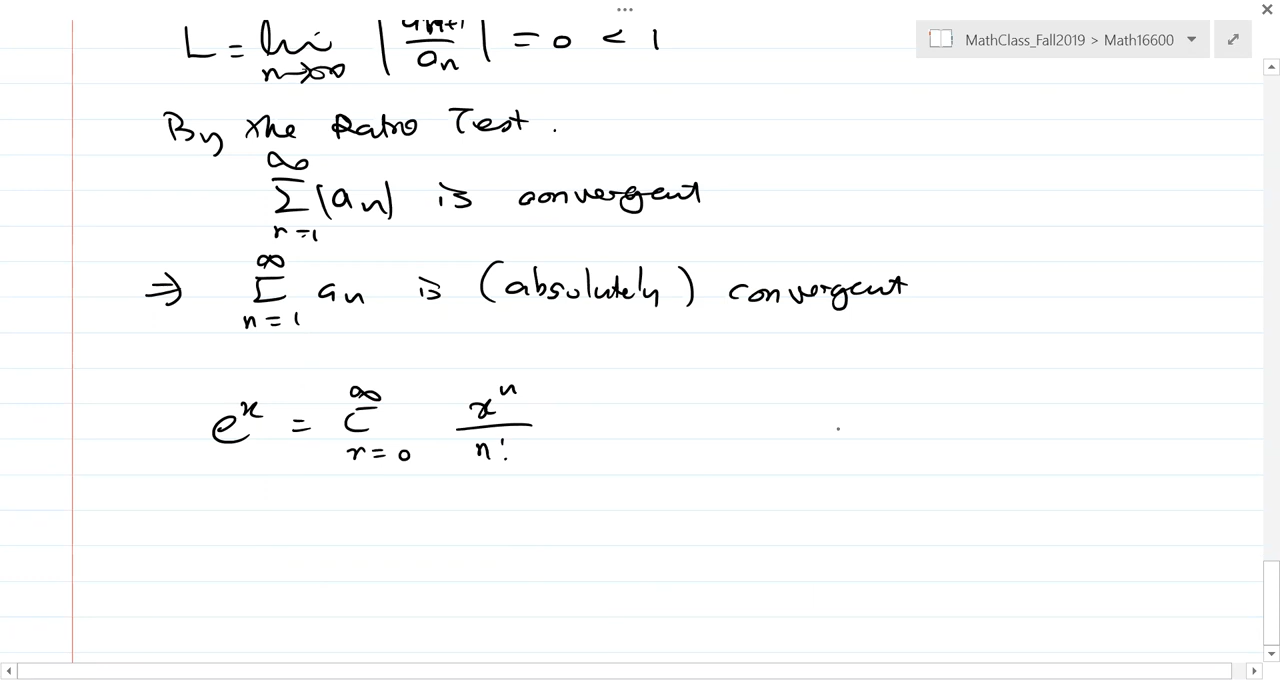 MathClass_Fall2019 > Math16600
L = lim n→∞ |an+1/an| = 0 < 1
By the Ratio Test.
∞ Σ n=1 |an| is convergent
⇒ ∞ Σ n=1 an is (absolutely) convergent
e^x = ∞ Σ n=0 x^n/n!